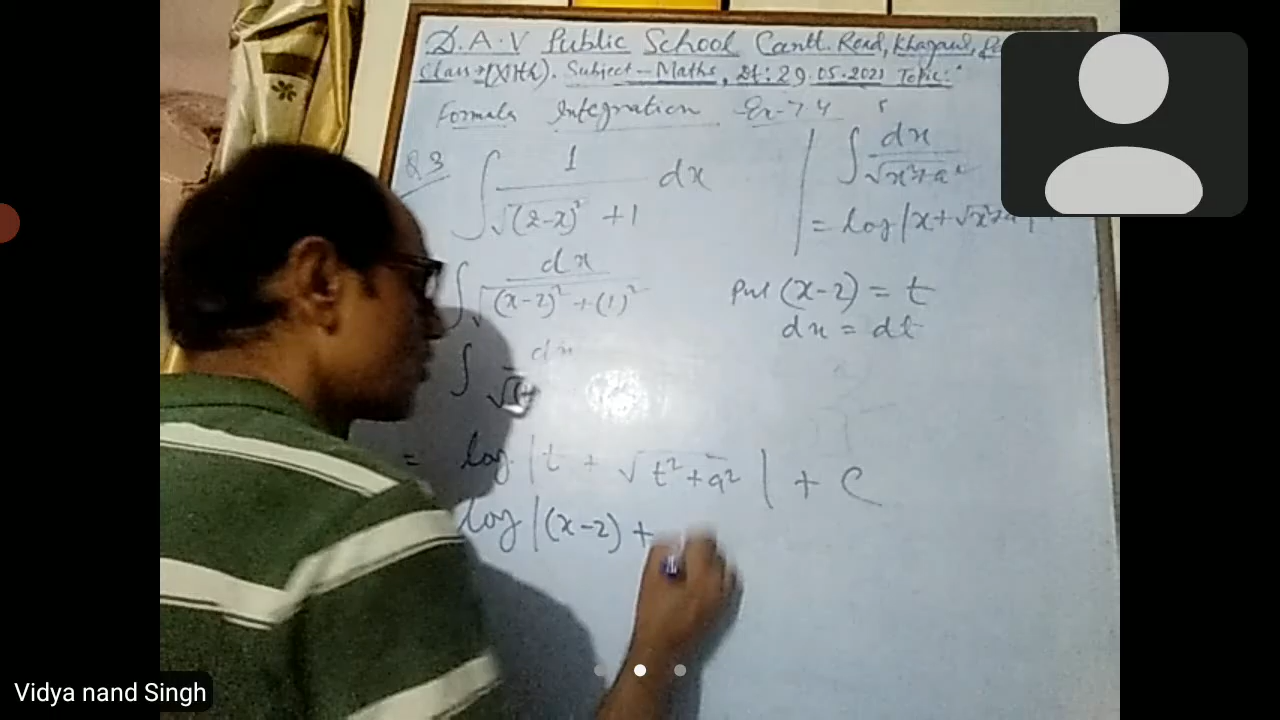 D.A.V Public School Cantt. Road, Khagaul,
Class (XIIth). Subject - Maths, Dt: 29.05.2021 Topic:
Formula Integration Ex-7.4
Q3 ∫ 1/√(2-x)² + 1 dx
∫ dx/√x²+a²
= log|x+√x²+a²|
∫ dx/√(x-2)² + (1)²
Put (x-2) = t
dx = dt
∫ dx/√
= log |t + √t²+a² | + C
log |(x-2) +
Vidya nand Singh